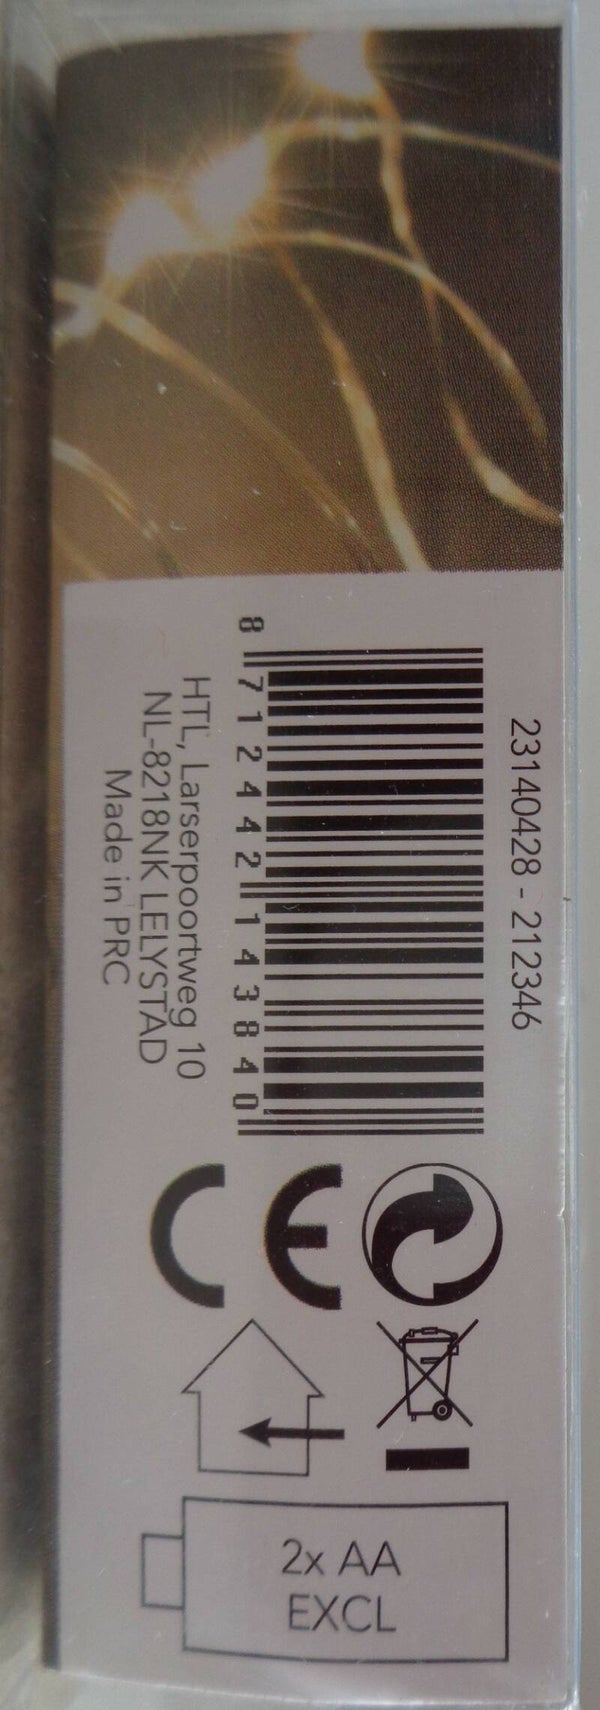 23140428 - 212346
8 712442 143840
HTL, Larserpoortweg 10
NL-8218NK LELYSTAD
Made in PRC
CE
2x AA
EXCL